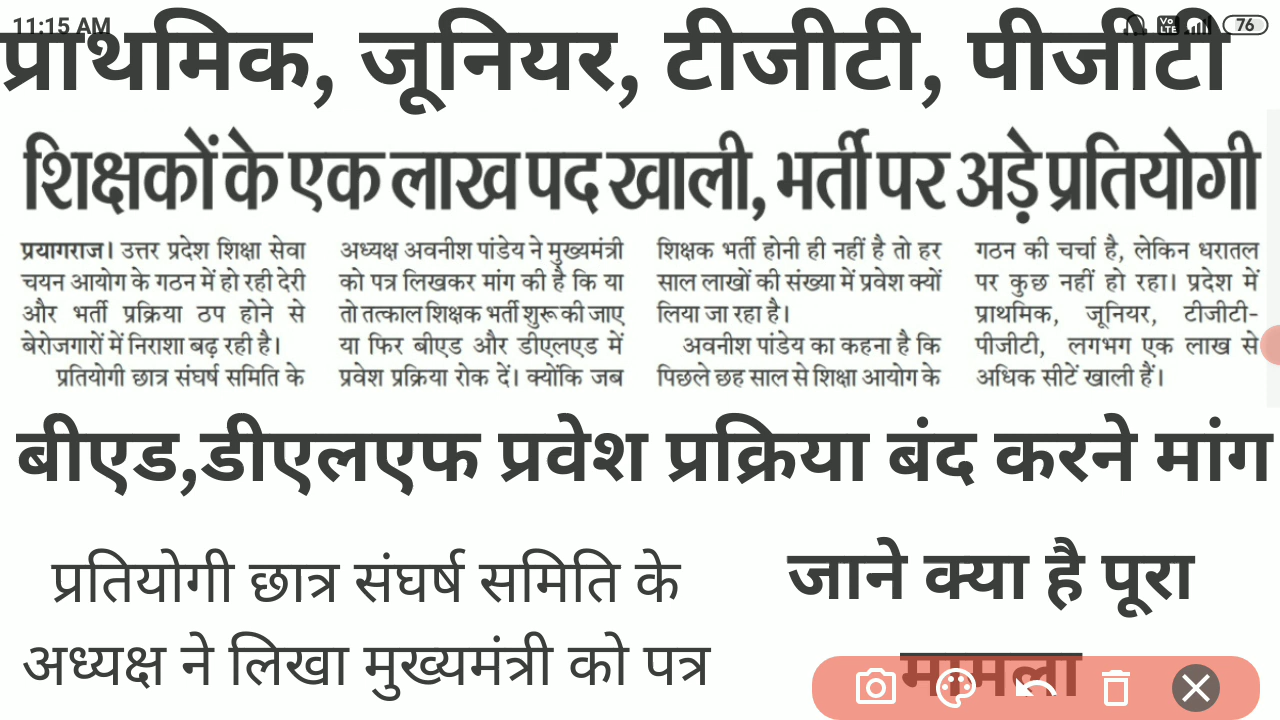 11:15 AM
76
प्राथमिक, जूनियर, टीजीटी, पीजीटी
शिक्षकों के एक लाख पद खाली, भर्ती पर अड़े प्रतियोगी
प्रयागराज। उत्तर प्रदेश शिक्षा सेवा
चयन आयोग के गठन में हो रही देरी
और भर्ती प्रक्रिया ठप होने से
बेरोजगारों में निराशा बढ़ रही है।
प्रतियोगी छात्र संघर्ष समिति के
अध्यक्ष अवनीश पांडेय ने मुख्यमंत्री
को पत्र लिखकर मांग की है कि या
तो तत्काल शिक्षक भर्ती शुरू की जाए
या फिर बीएड और डीएलएड में
प्रवेश प्रक्रिया रोक दें। क्योंकि जब
शिक्षक भर्ती होनी ही नहीं है तो हर
साल लाखों की संख्या में प्रवेश क्यों
लिया जा रहा है।
अवनीश पांडेय का कहना है कि
पिछले छह साल से शिक्षा आयोग के
गठन की चर्चा है, लेकिन धरातल
पर कुछ नहीं हो रहा। प्रदेश में
प्राथमिक, जूनियर, टीजीटी-
पीजीटी, लगभग एक लाख से
अधिक सीटें खाली हैं।
बीएड,डीएलएफ प्रवेश प्रक्रिया बंद करने मांग
प्रतियोगी छात्र संघर्ष समिति के
अध्यक्ष ने लिखा मुख्यमंत्री को पत्र
जाने क्या है पूरा
मामला